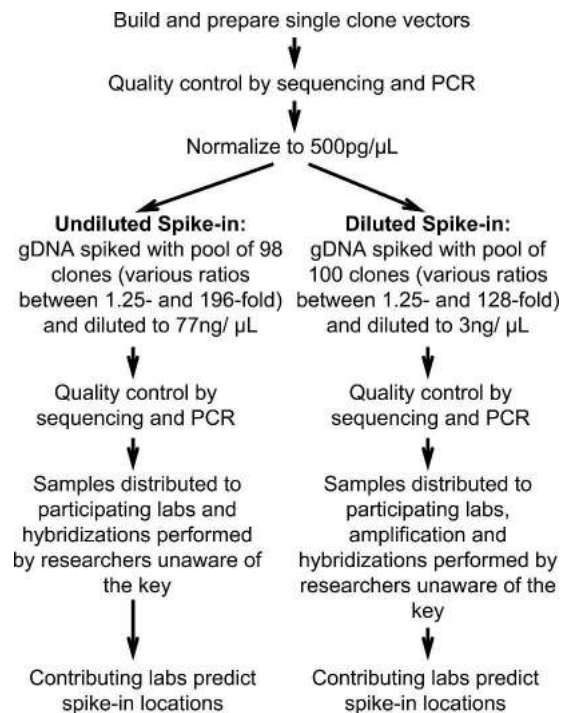 Build and prepare single clone vectors
Quality control by sequencing and PCR
Normalize to 500pg/µL
Undiluted Spike-in:
gDNA spiked with pool of 98
clones (various ratios
between 1.25- and 196-fold)
and diluted to 77ng/ µL
Quality control by
sequencing and PCR
Samples distributed to
participating labs and
hybridizations performed
by researchers unaware of
the key
Contributing labs predict
spike-in locations
Diluted Spike-in:
gDNA spiked with pool of
100 clones (various ratios
between 1.25- and 128-fold)
and diluted to 3ng/ µL
Quality control by
sequencing and PCR
Samples distributed to
participating labs,
amplification and
hybridizations performed by
researchers unaware of the
key
Contributing labs predict
spike-in locations